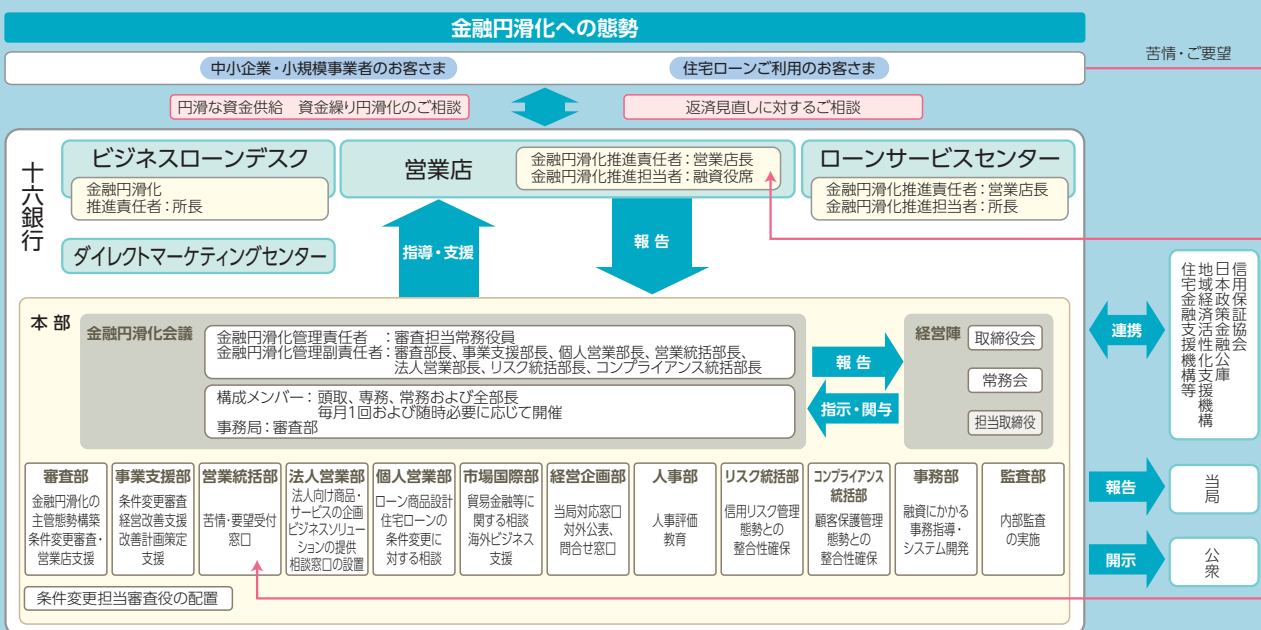 金融円滑化への態勢
中小企業・小規模事業者のお客さま
住宅ローンご利用のお客さま
苦情・ご要望
円滑な資金供給　資金繰り円滑化のご相談
返済見直しに対するご相談
十六銀行
ビジネスローンデスク
金融円滑化
推進責任者：所長
営業店
金融円滑化推進責任者：営業店長
金融円滑化推進担当者：融資役席
ローンサービスセンター
金融円滑化推進責任者：営業店長
金融円滑化推進担当者：所長
ダイレクトマーケティングセンター
指導・支援
報告
本部
金融円滑化会議
金融円滑化管理責任者　：審査担当常務役員
金融円滑化管理副責任者：審査部長、事業支援部長、個人営業部長、営業統括部長、
法人営業部長、リスク統括部長、コンプライアンス統括部長
構成メンバー：頭取、専務、常務および全部長
毎月1回および随時必要に応じて開催
事務局：審査部
報告
指示・関与
経営陣
取締役会
常務会
担当取締役
連携
信用保証協会
日本政策金融公庫
地域経済活性化支援機構
住宅金融支援機構等
審査部
金融円滑化の
主管態勢構築
条件変更審査・
営業店支援
事業支援部
条件変更審査
経営改善支援
改善計画策定
支援
営業統括部
苦情・要望受付
窓口
法人営業部
法人向け商品・
サービスの企画
ビジネスソリュー
ションの提供
相談窓口の設置
個人営業部
ローン商品設計
住宅ローンの
条件変更に
対する相談
市場国際部
貿易金融等に
関する相談
海外ビジネス
支援
経営企画部
当局対応窓口
対外公表、
問合せ窓口
人事部
人事評価
教育
リスク統括部
信用リスク管理
態勢との
整合性確保
コンプライアンス
統括部
顧客保護管理
態勢との
整合性確保
事務部
融資にかかる
事務指導・
システム開発
監査部
内部監査
の実施
報告
当局
開示
公衆
条件変更担当審査役の配置